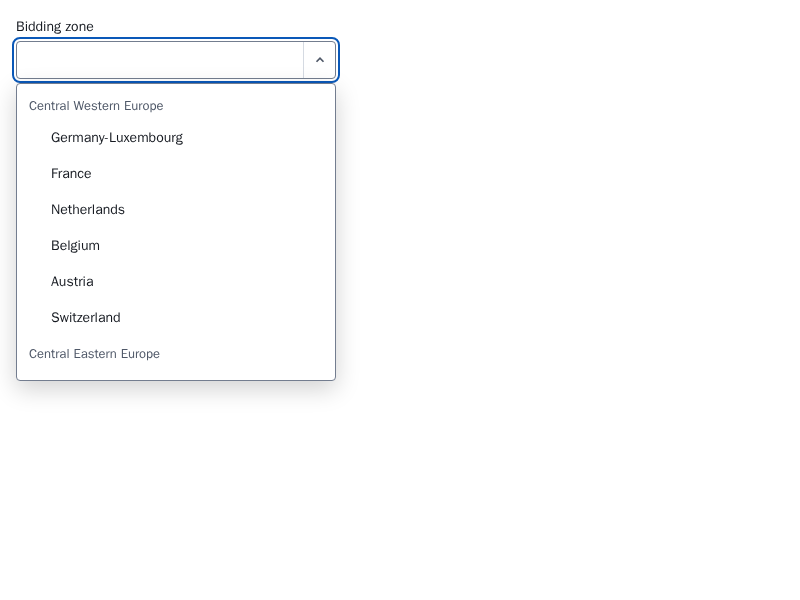 Bidding zone
Central Western Europe
Germany-Luxembourg
France
Netherlands
Belgium
Austria
Switzerland
Central Eastern Europe